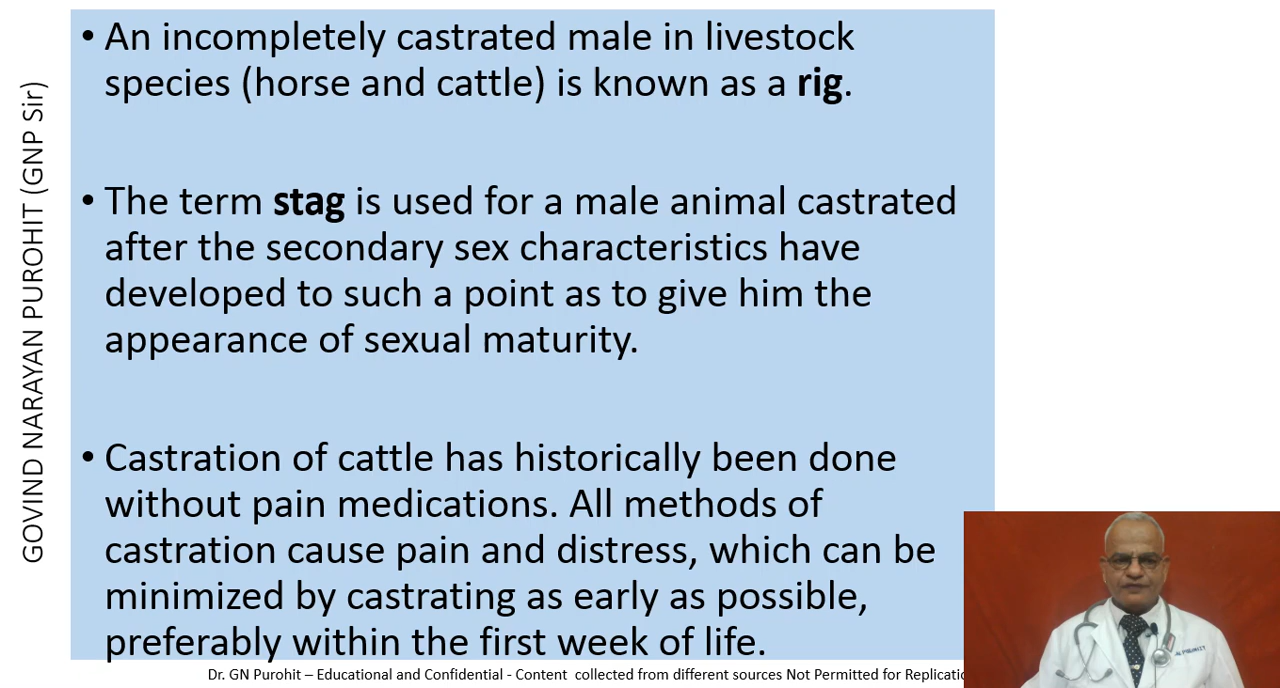 GOVIND NARAYAN PUROHIT (GNP Sir)
• An incompletely castrated male in livestock
species (horse and cattle) is known as a rig.
• The term stag is used for a male animal castrated
after the secondary sex characteristics have
developed to such a point as to give him the
appearance of sexual maturity.
• Castration of cattle has historically been done
without pain medications. All methods of
castration cause pain and distress, which can be
minimized by castrating as early as possible,
preferably within the first week of life.
Dr. GN Purohit – Educational and Confidential - Content collected from different sources Not Permitted for Replicatio